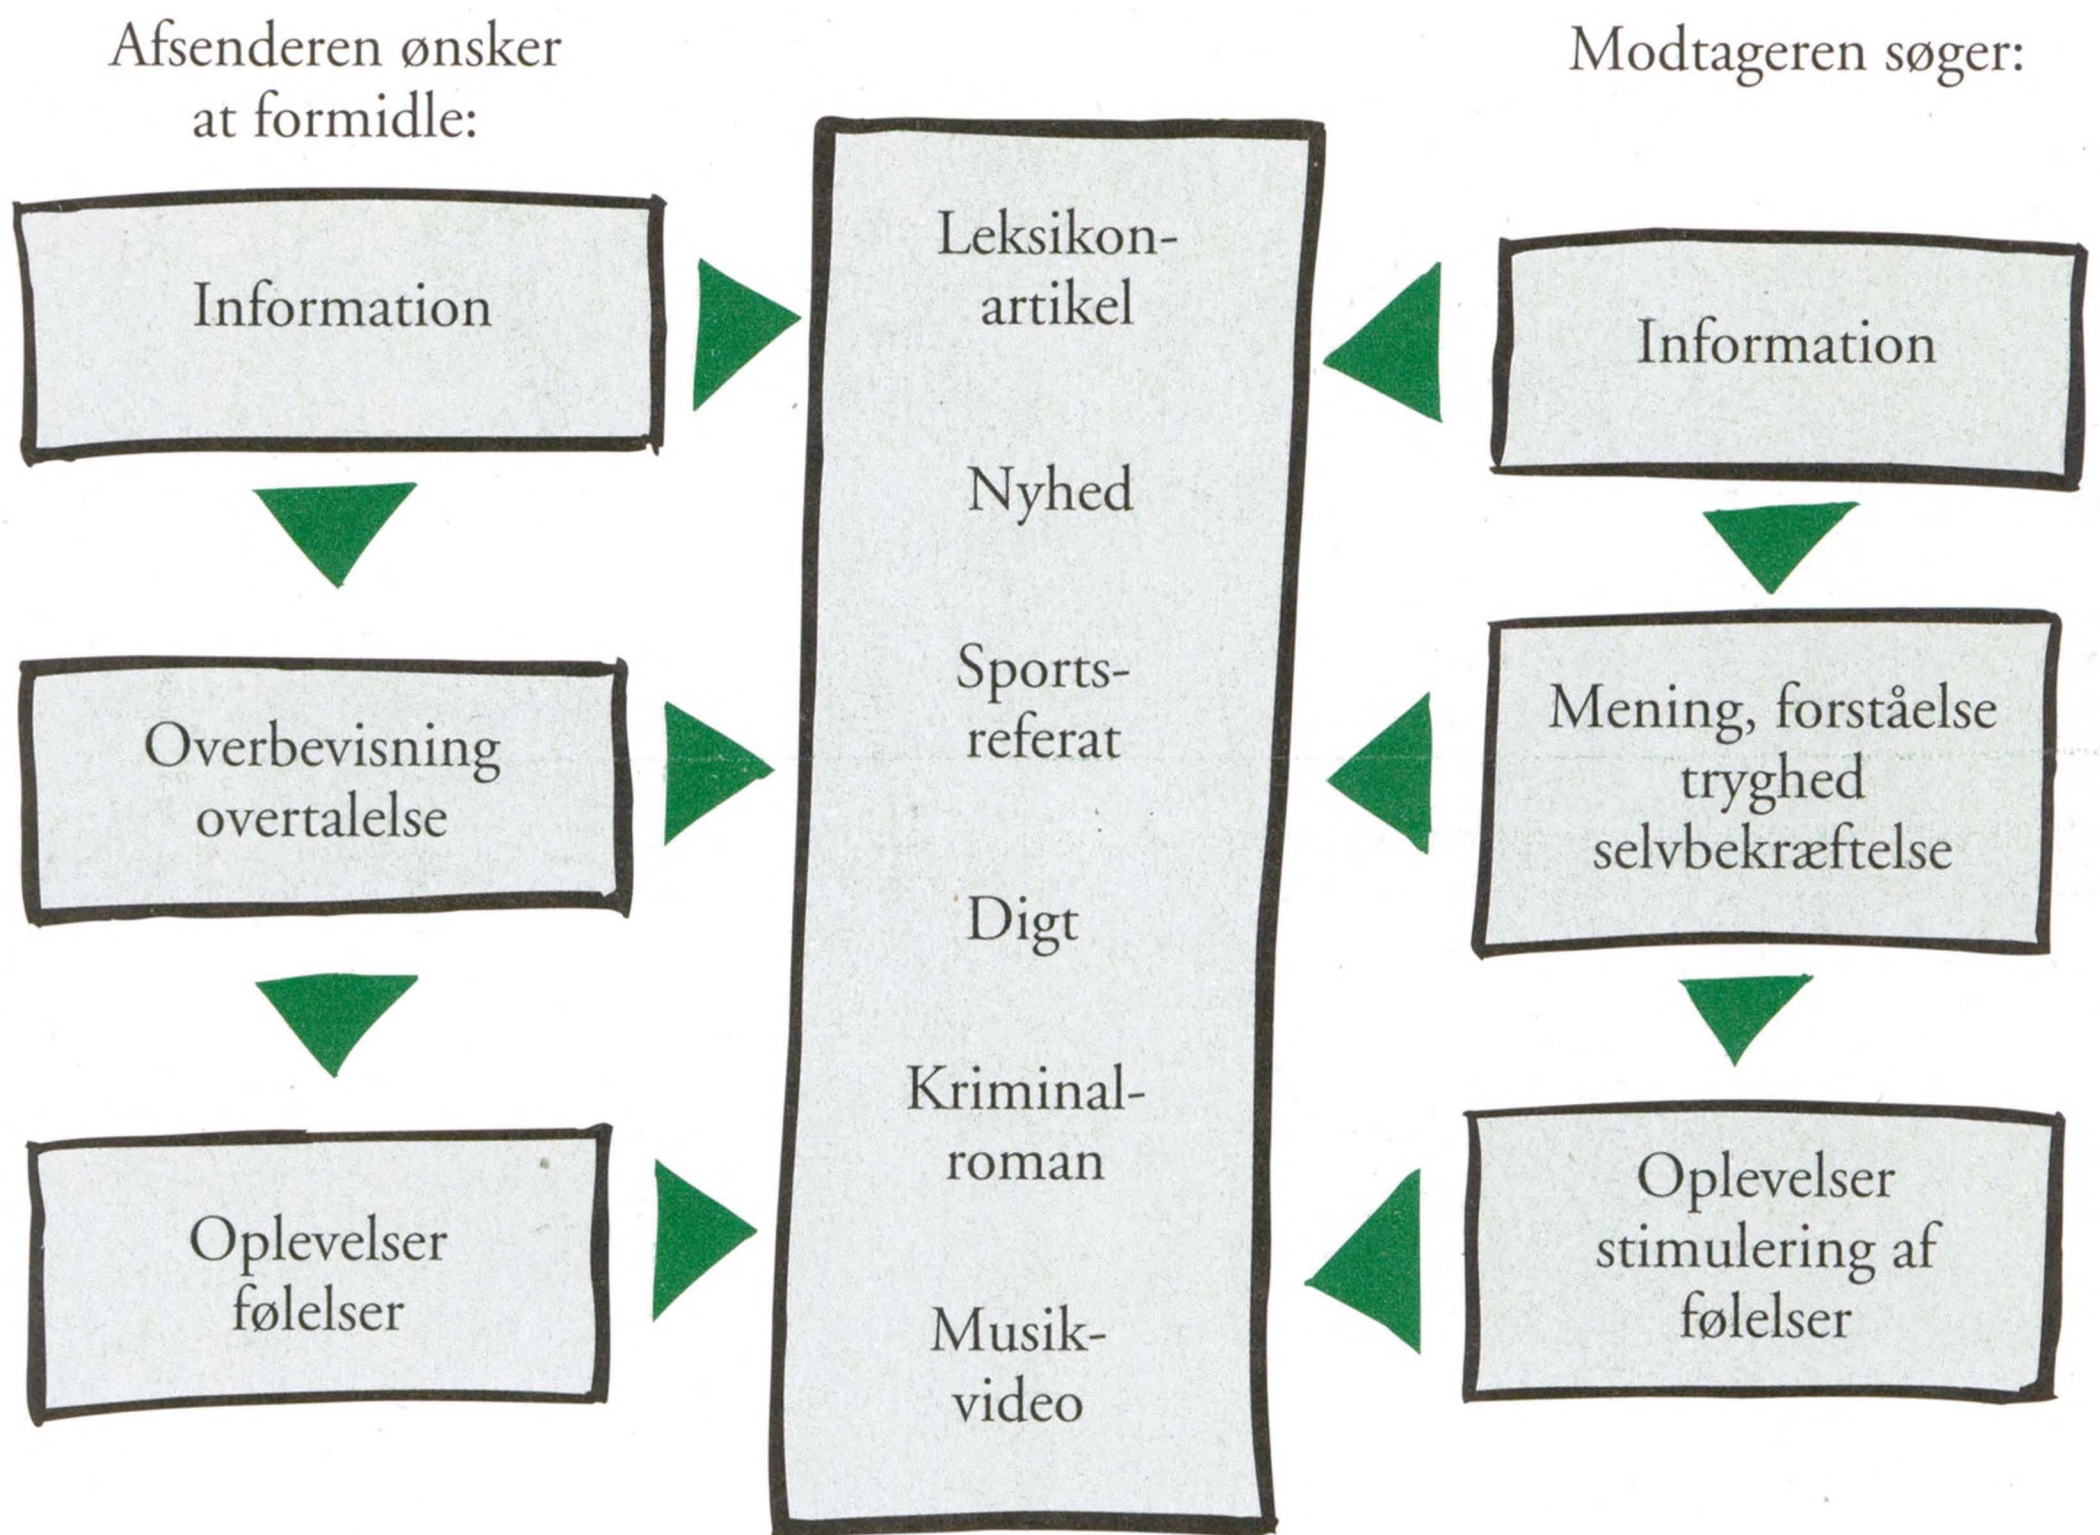 Afsenderen ønsker
at formidle:
Information
Overbevisning
overtalelse
Oplevelser
følelser
Leksikon-
artikel
Nyhed
Sports-
referat
Digt
Kriminal-
roman
Musik-
video
Modtageren søger:
Information
Mening, forståelse
tryghed
selvbekræftelse
Oplevelser
stimulering af
følelser